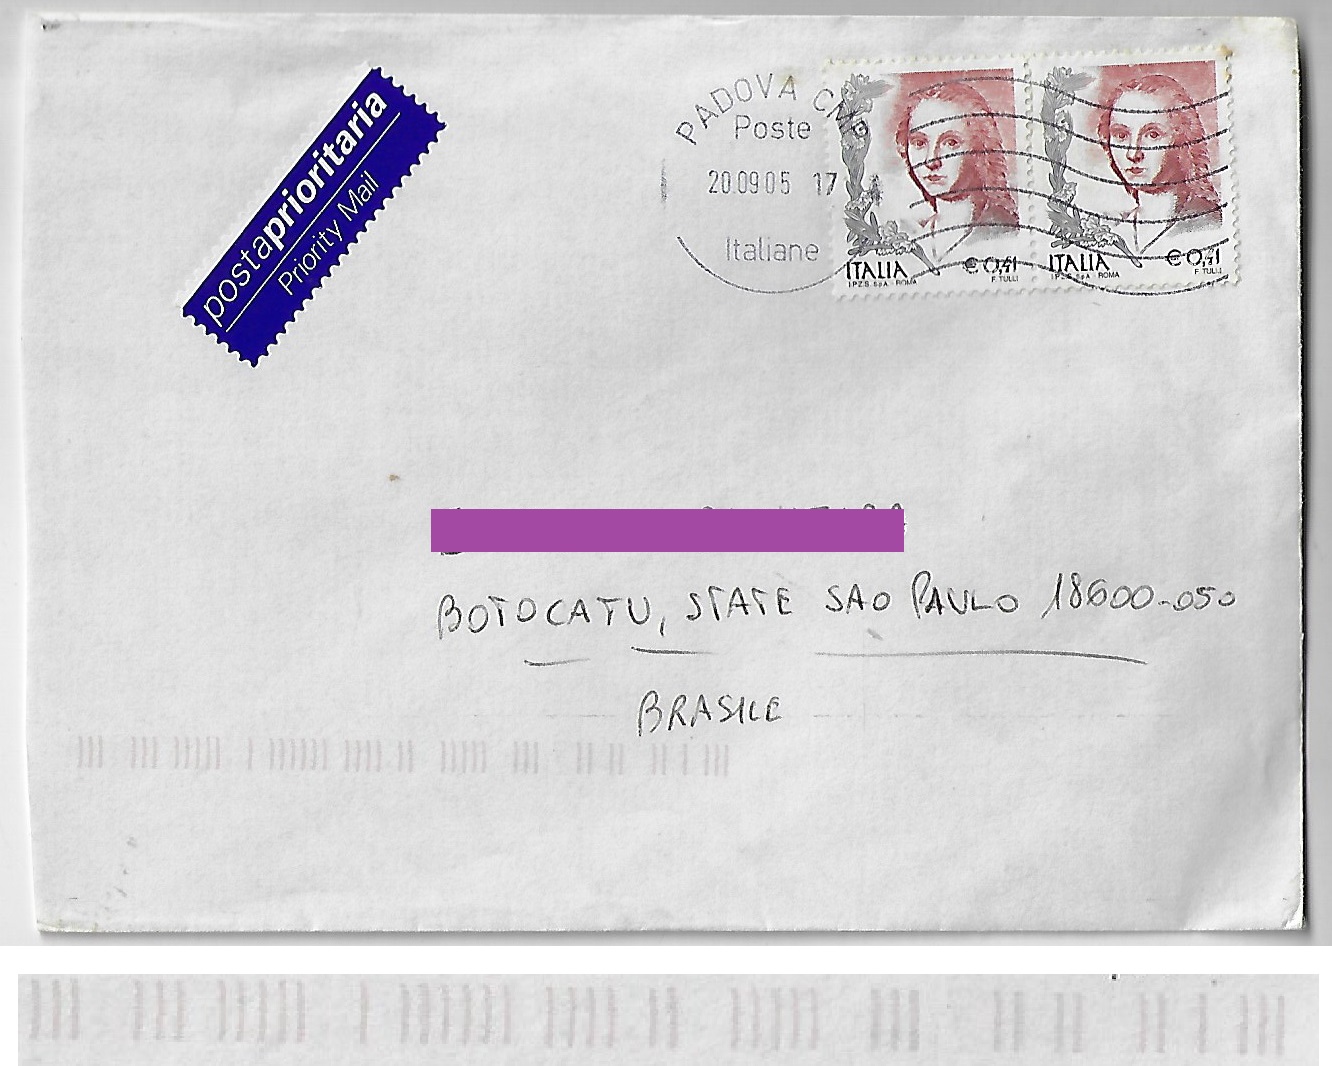 postaprioritaria
Priority Mail
PADOVA CMP
Poste
20.09.05 17
Italiane
ITALIA € 0,41
I.P.Z.S. S.p.A. ROMA F. TULLI
ITALIA € 0,41
I.P.Z.S. S.p.A. ROMA F. TULLI
BOTOCATU, STATE SAO PAULO 18600-050
BRASILE